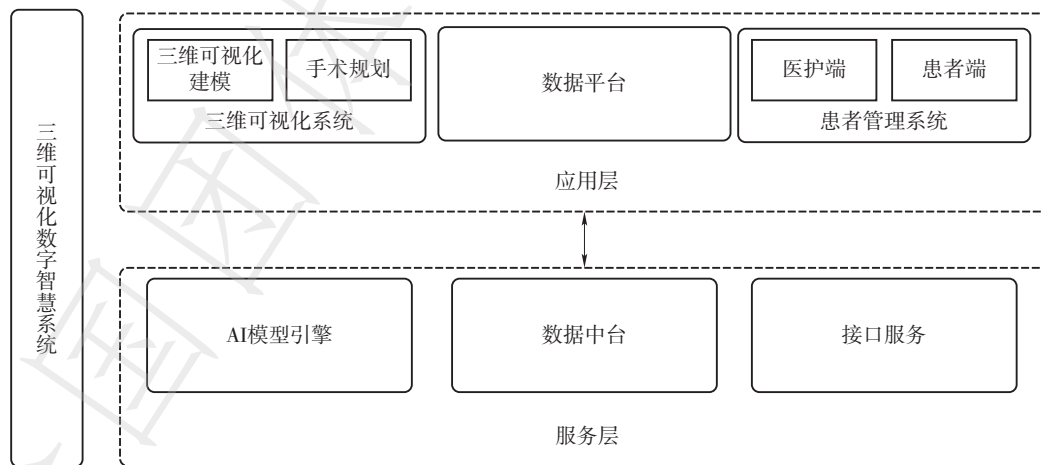 三维可视化数字智慧系统
三维可视化
建模
手术规划
三维可视化系统
数据平台
医护端
患者端
患者管理系统
应用层
AI模型引擎
数据中台
接口服务
服务层